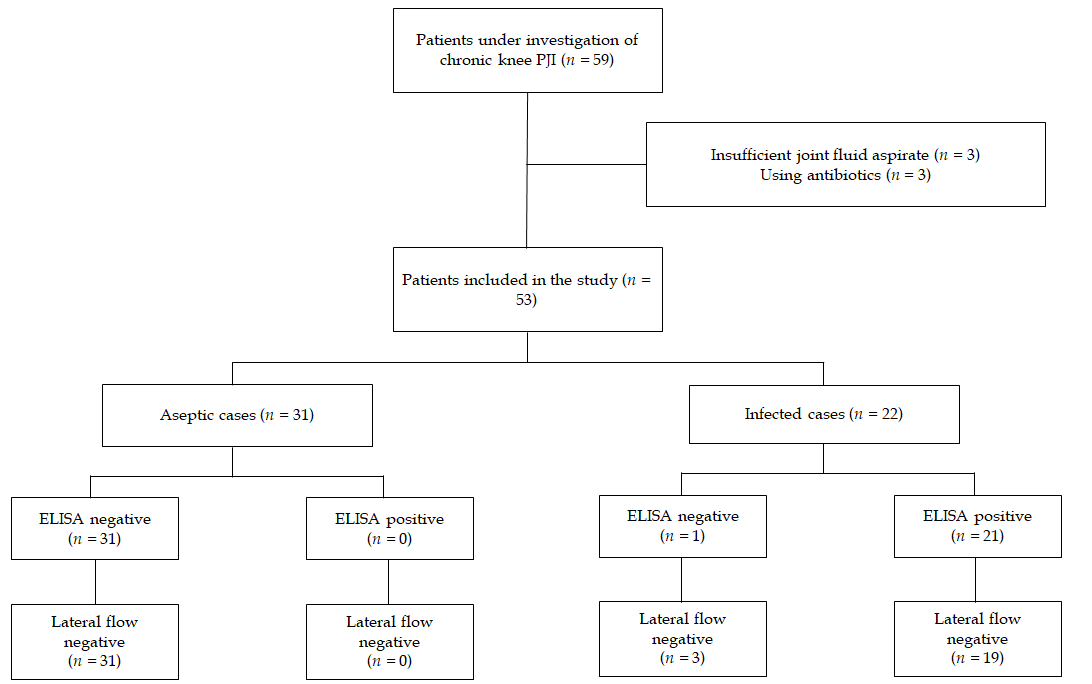 Patients under investigation of
chronic knee PJI (n = 59)
Insufficient joint fluid aspirate (n = 3)
Using antibiotics (n = 3)
Patients included in the study (n =
53)
Aseptic cases (n = 31)
Infected cases (n = 22)
ELISA negative
(n = 31)
ELISA positive
(n = 0)
ELISA negative
(n = 1)
ELISA positive
(n = 21)
Lateral flow
negative
(n = 31)
Lateral flow
negative
(n = 0)
Lateral flow
negative
(n = 3)
Lateral flow
negative
(n = 19)